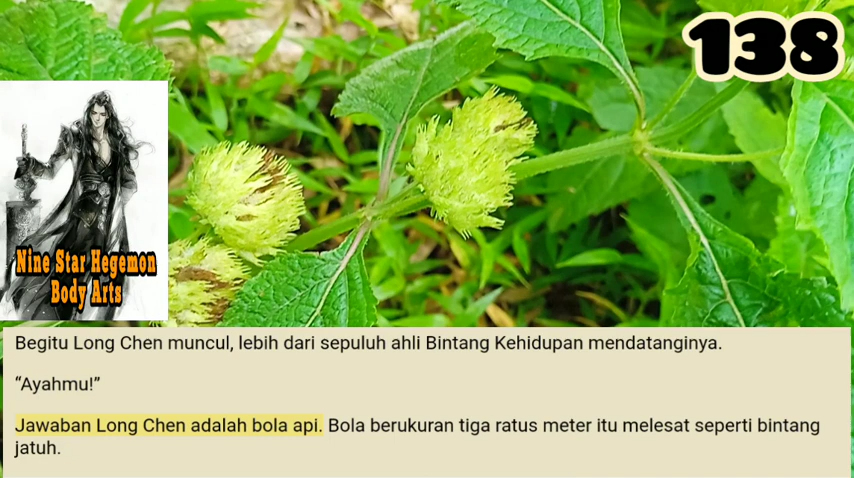 138
Nine Star Hegemon
Body Arts
Begitu Long Chen muncul, lebih dari sepuluh ahli Bintang Kehidupan mendatanginya.
“Ayahmu!”
Jawaban Long Chen adalah bola api. Bola berukuran tiga ratus meter itu melesat seperti bintang
jatuh.